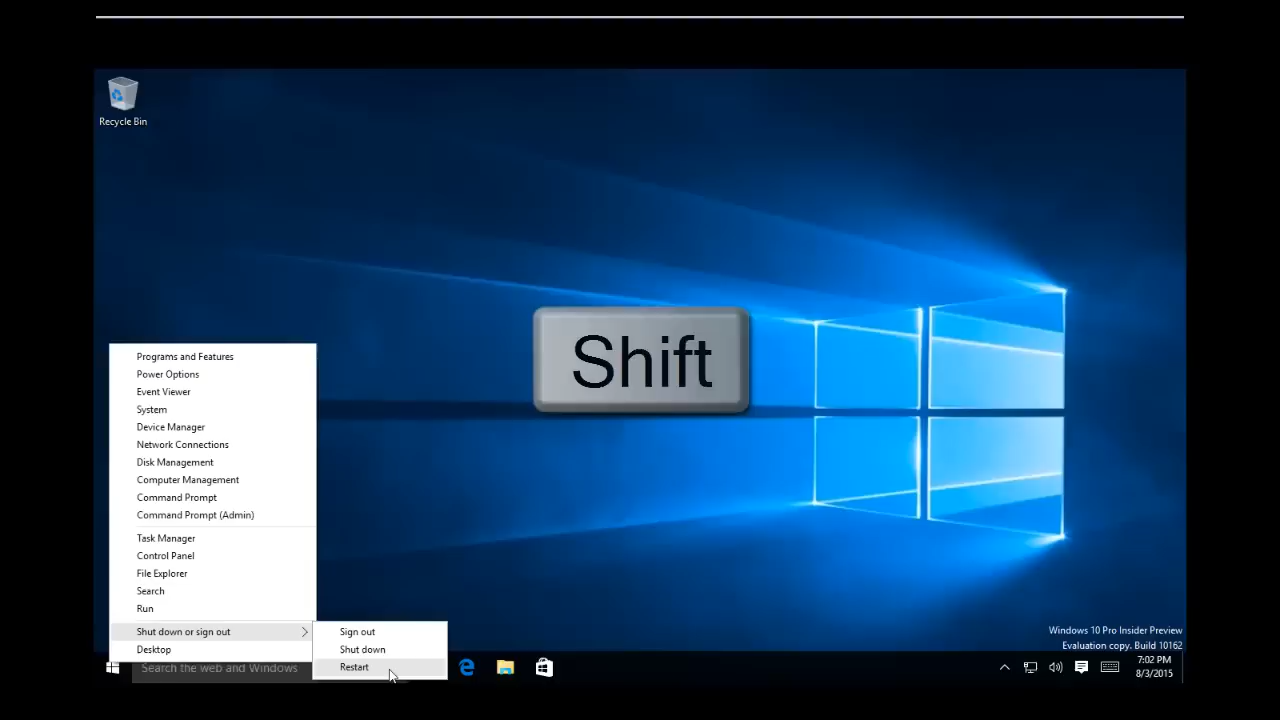 Recycle Bin
Shift
Programs and Features
Power Options
Event Viewer
System
Device Manager
Network Connections
Disk Management
Computer Management
Command Prompt
Command Prompt (Admin)
Task Manager
Control Panel
File Explorer
Search
Run
Shut down or sign out
Desktop
Sign out
Shut down
Restart
Search the web and Windows
Windows 10 Pro Insider Preview
Evaluation copy. Build 10162
7:02 PM
8/3/2015